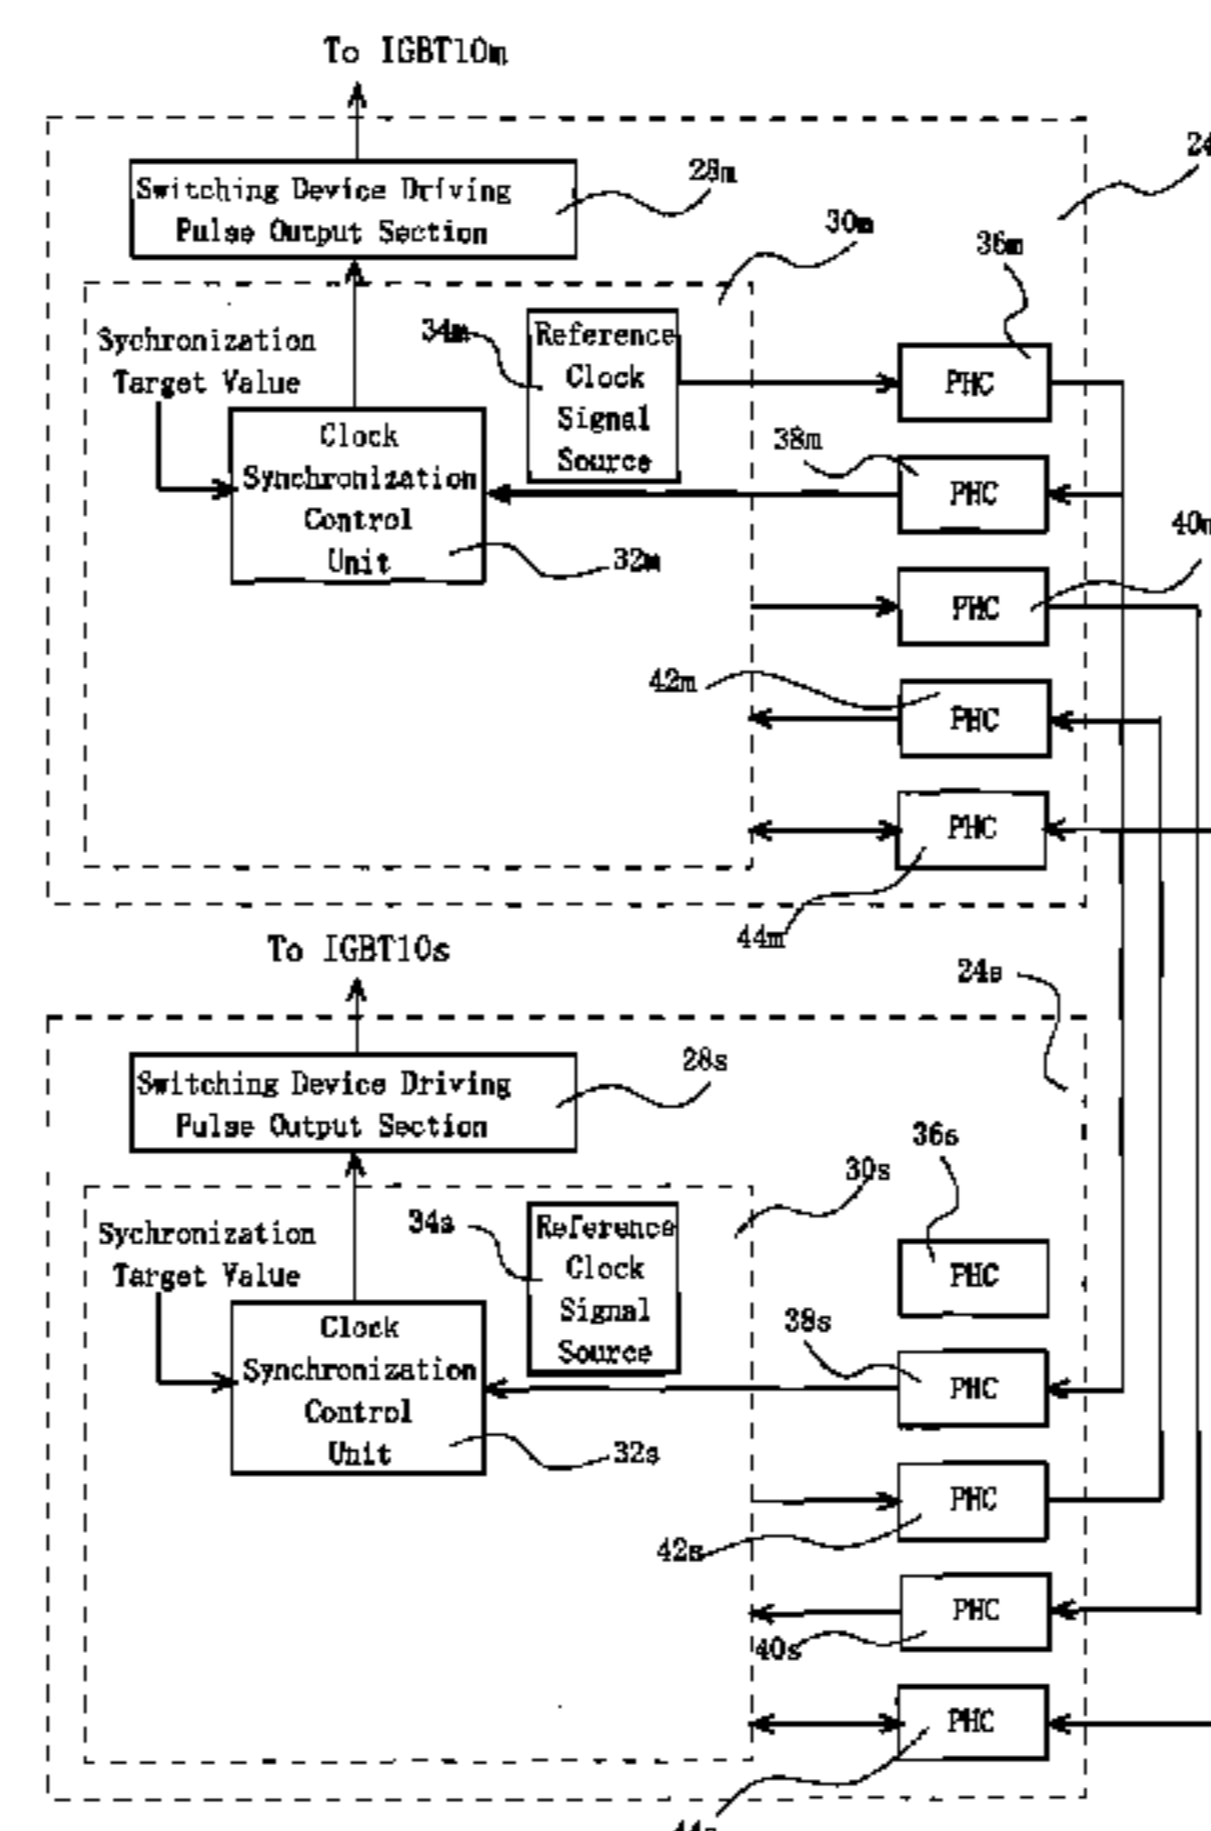 To IGBT10m
24
Switching Device Driving
Pulse Output Section
28m
30m
36m
Sychronization
Target Value
34m
Reference
Clock
Signal
Source
PHC
Clock
Synchronization
Control
Unit
38m
PHC
32m
40m
PHC
42m
PHC
PHC
44m
To IGBT10s
24s
Switching Device Driving
Pulse Output Section
28s
36s
30s
Sychronization
Target Value
34s
Reference
Clock
Signal
Source
PHC
Clock
Synchronization
Control
Unit
38s
PHC
32s
PHC
42s
PHC
40s
PHC